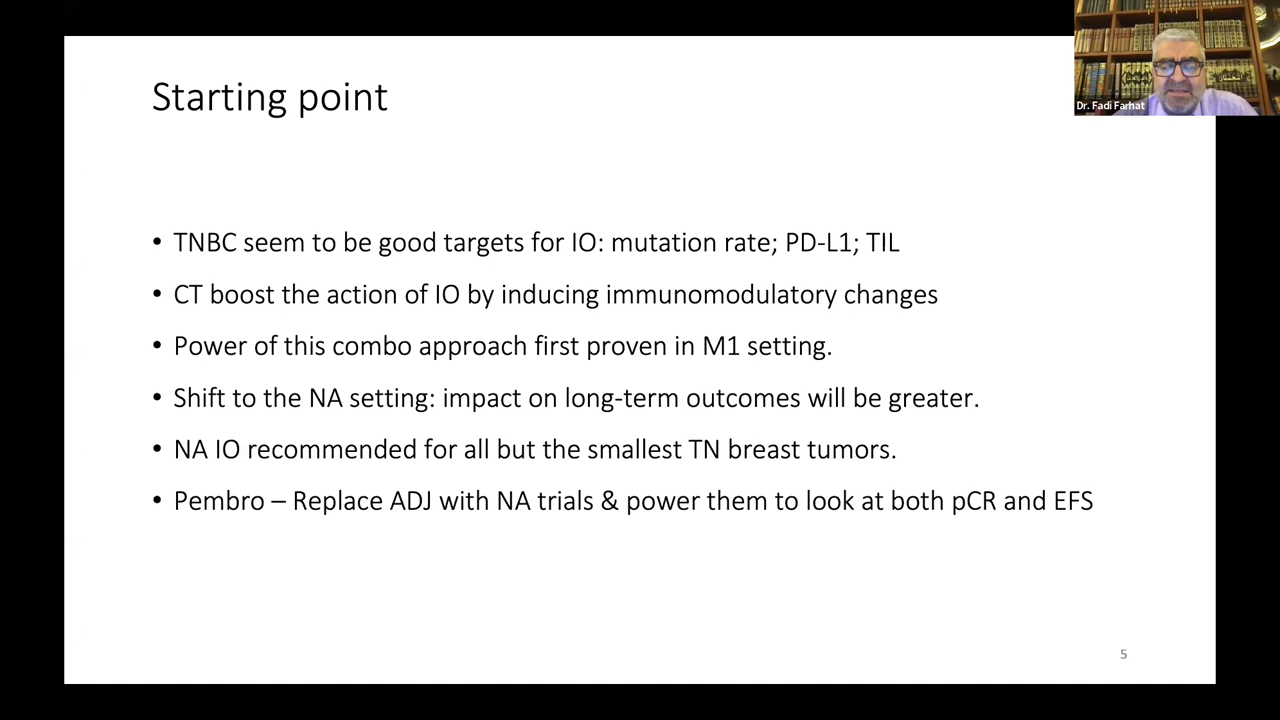 Starting point
Dr. Fadi Farhat
• TNBC seem to be good targets for IO: mutation rate; PD-L1; TIL
• CT boost the action of IO by inducing immunomodulatory changes
• Power of this combo approach first proven in M1 setting.
• Shift to the NA setting: impact on long-term outcomes will be greater.
• NA IO recommended for all but the smallest TN breast tumors.
• Pembro – Replace ADJ with NA trials & power them to look at both pCR and EFS
5